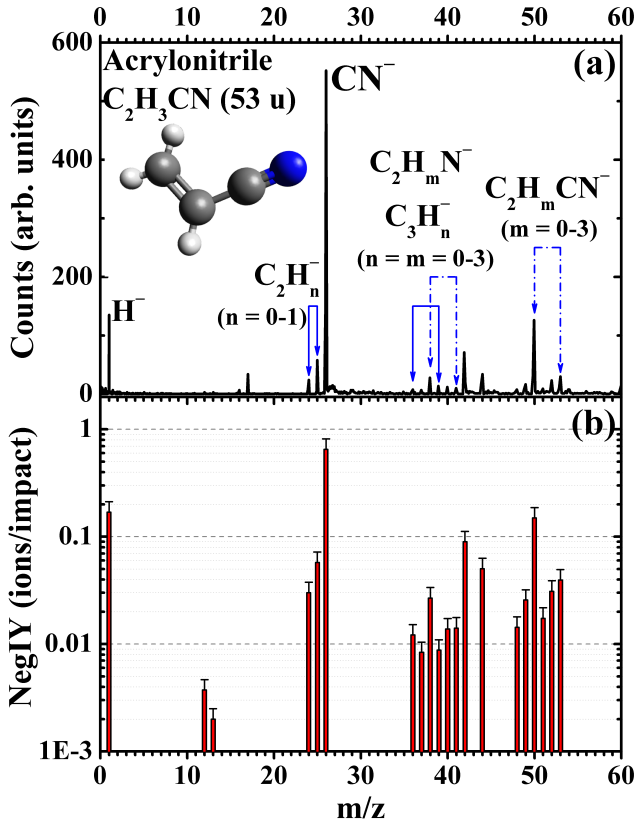 0 10 20 30 40 50 60
600
400
200
0
Counts (arb. units)
Acrylonitrile
C₂H₃CN (53 u)
(a)
CN⁻
H⁻
C₂Hₙ⁻
(n = 0-1)
C₂HₘN⁻
C₃Hₙ⁻
(n = m = 0-3)
C₂HₘCN⁻
(m = 0-3)
(b)
1
0.1
0.01
1E-3
NegIY (ions/impact)
0 10 20 30 40 50 60
m/z